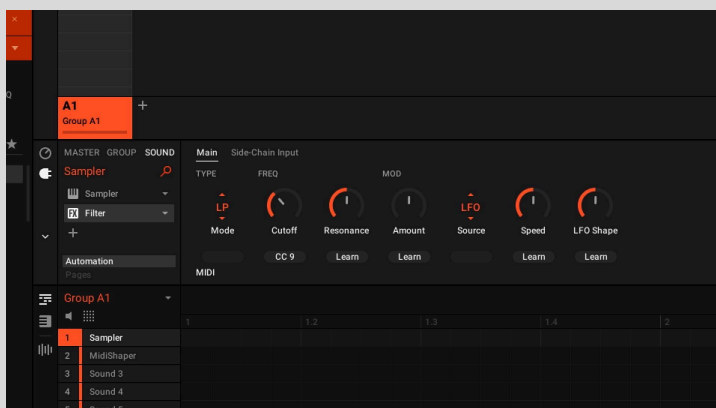 Q
A1
Group A1
MASTER GROUP SOUND
Sampler
Sampler
FX Filter
Automation
Pages
Main Side-Chain Input
TYPE FREQ MOD
LP LFO
Mode Cutoff Resonance Amount Source Speed LFO Shape
CC 9 Learn Learn Learn Learn
MIDI
Group A1
1 1.2 1.3 1.4 2
1 Sampler
2 MidiShaper
3 Sound 3
4 Sound 4